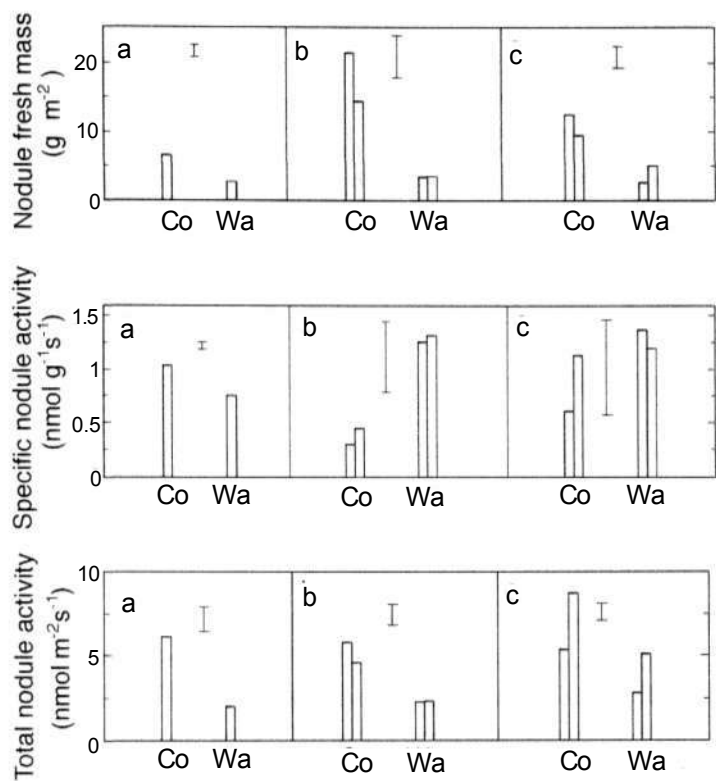 Nodule fresh mass
(g m⁻²)
20
10
0
a
b
c
Co Wa
Co Wa
Co Wa
Specific nodule activity
(nmol g⁻¹s⁻¹)
1.5
1
0.5
0
a
b
c
Co Wa
Co Wa
Co Wa
Total nodule activity
(nmol m⁻²s⁻¹)
10
5
0
a
b
c
Co Wa
Co Wa
Co Wa